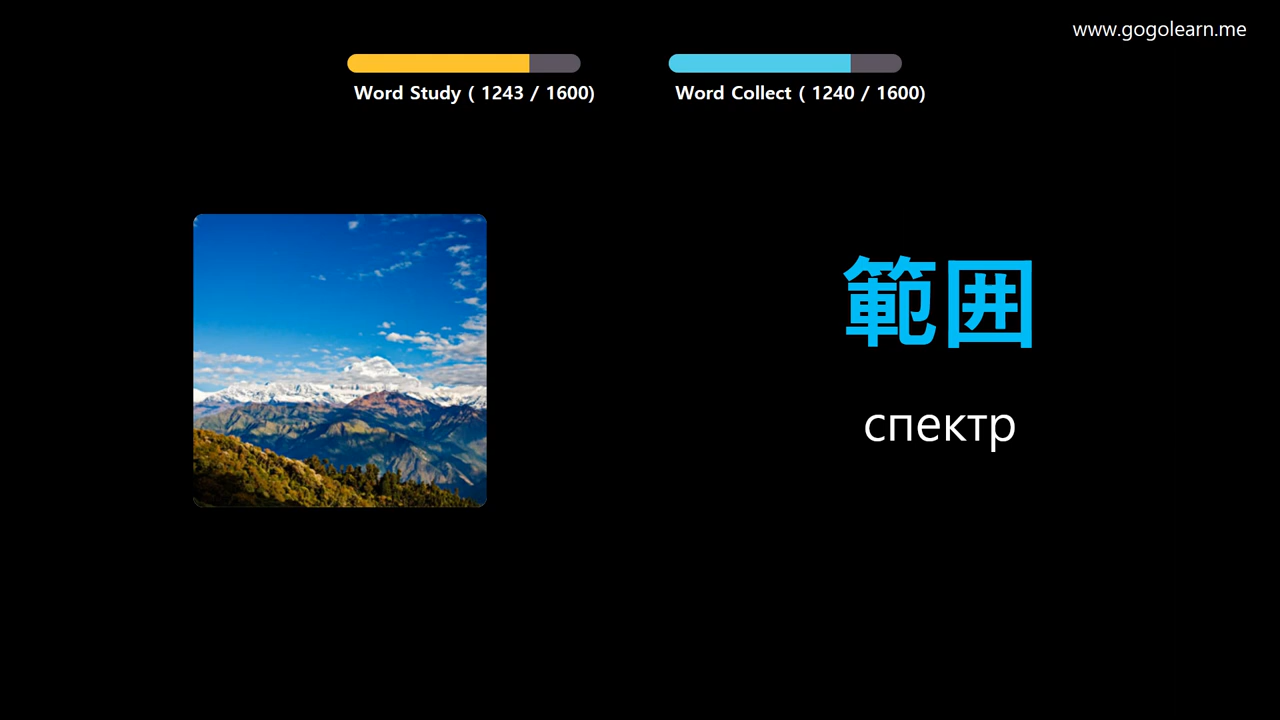 www.gogolearn.me
Word Study ( 1243 / 1600)
Word Collect ( 1240 / 1600)
範囲
спектр